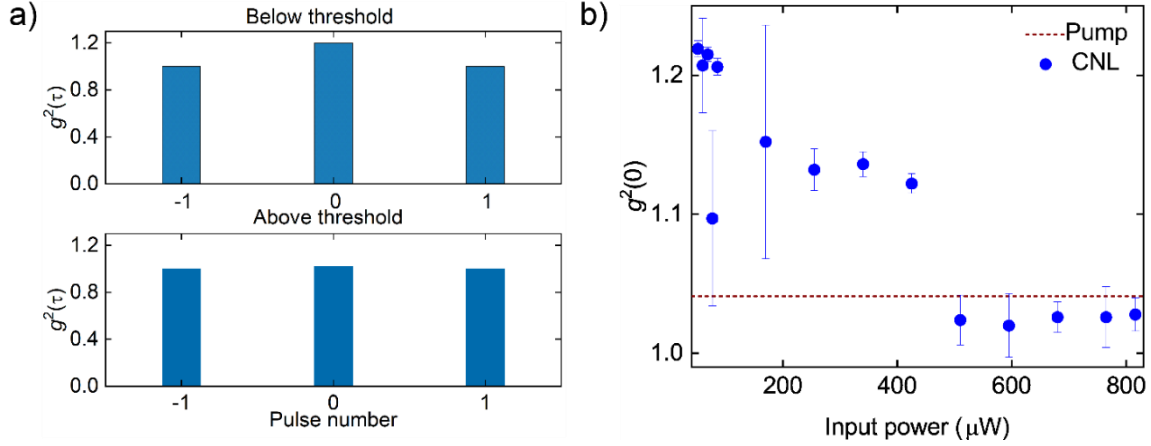 a)
Below threshold
g²(τ)
1.2
0.8
0.4
0.0
-1
0
1
Above threshold
g²(τ)
1.2
0.8
0.4
0.0
-1
0
1
Pulse number
b)
Pump
CNL
g²(0)
1.2
1.1
1.0
200
400
600
800
Input power (μW)